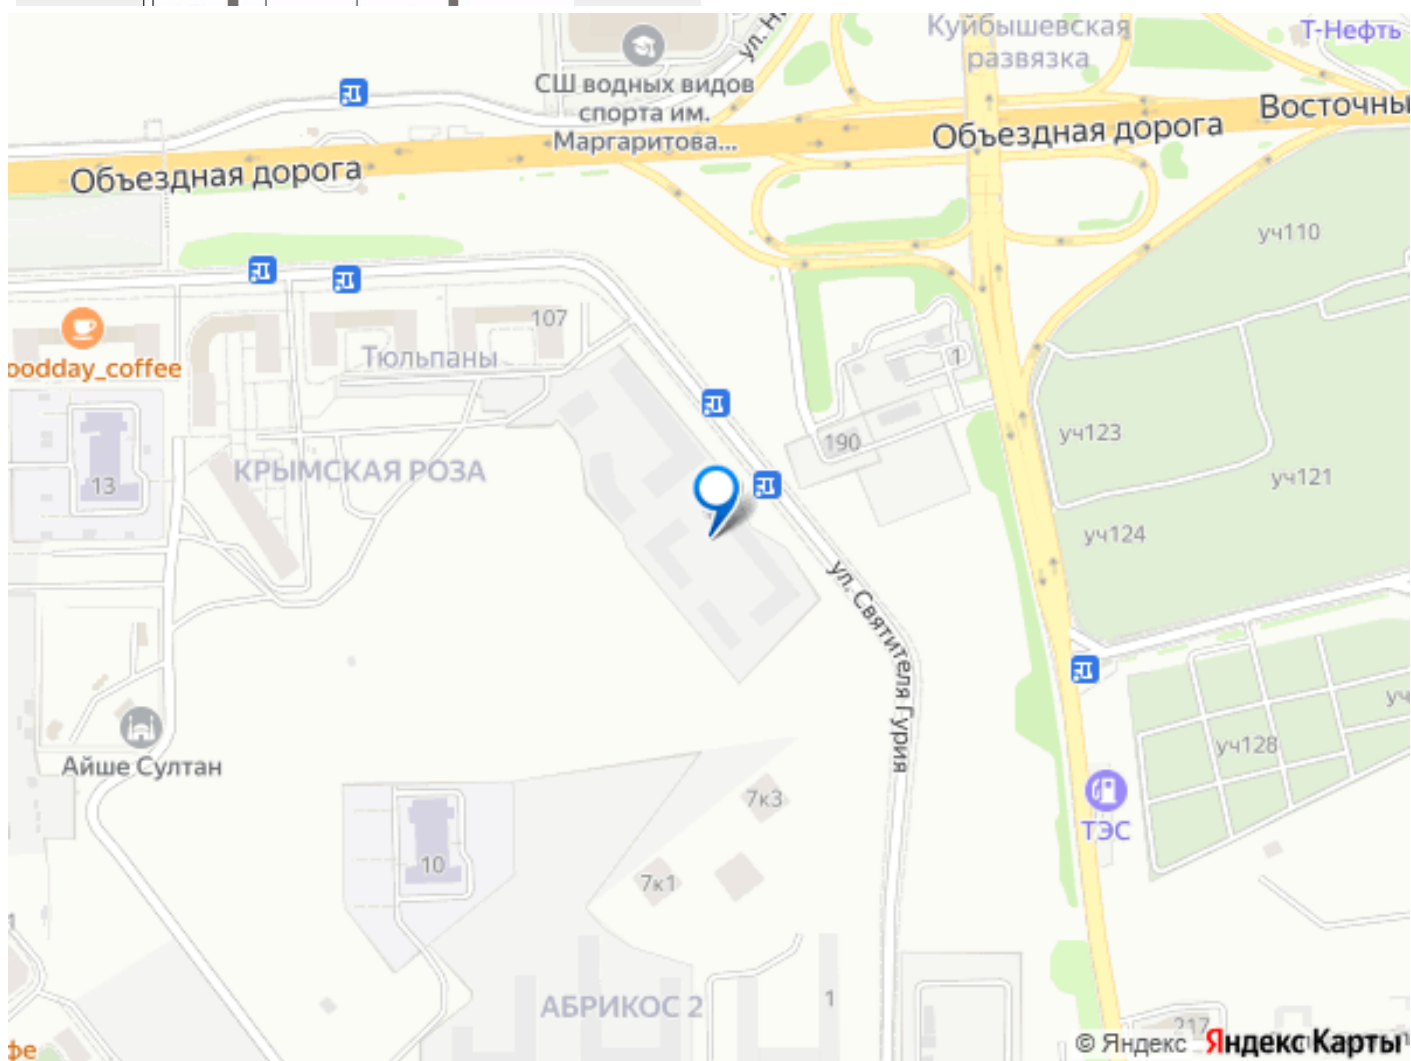 Куйбышевская
развязка
Т-Нефть
СШ водных видов
спорта им.
Маргаритова...
Объездная дорога
Восточны
Объездная дорога
уч110
107
Тюльпаны
oodday_coffee
1
190
уч123
КРЫМСКАЯ РОЗА
13
уч121
уч124
ул. Святителя Гурия
Айше Султан
уч128
7к3
ТЭС
10
7к1
АБРИКОС 2
1
217
фе
© Яндекс Яндекс Карты